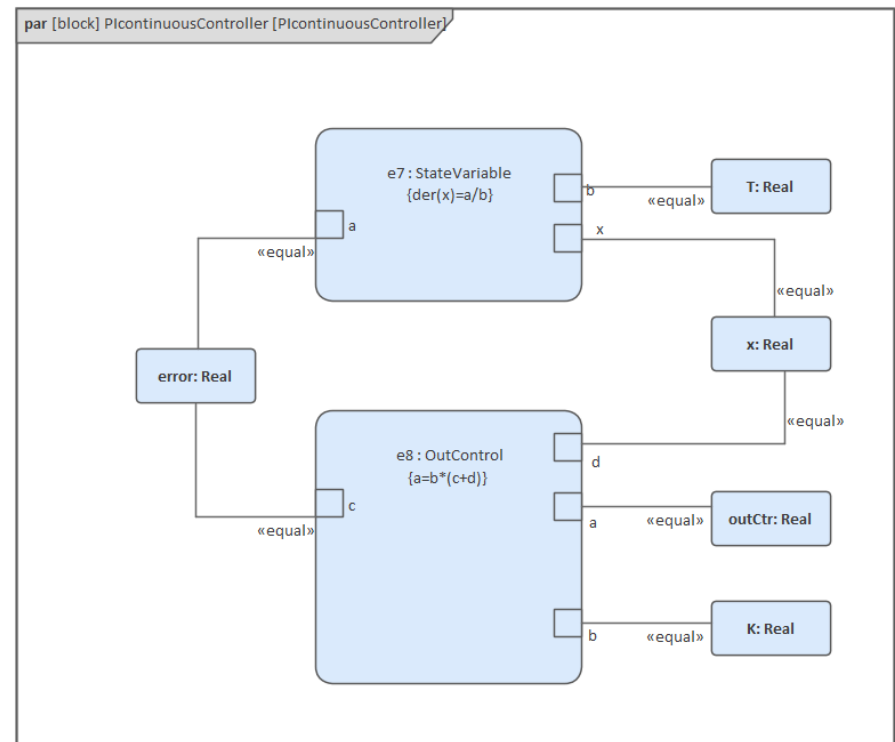 par [block] PIcontinuousController [PIcontinuousController]
e7 : StateVariable
{der(x)=a/b}
b
T: Real
«equal»
a
x
«equal»
«equal»
x: Real
error: Real
«equal»
e8 : OutControl
{a=b*(c+d)}
d
c
«equal»
a
«equal»
outCtr: Real
b
«equal»
K: Real